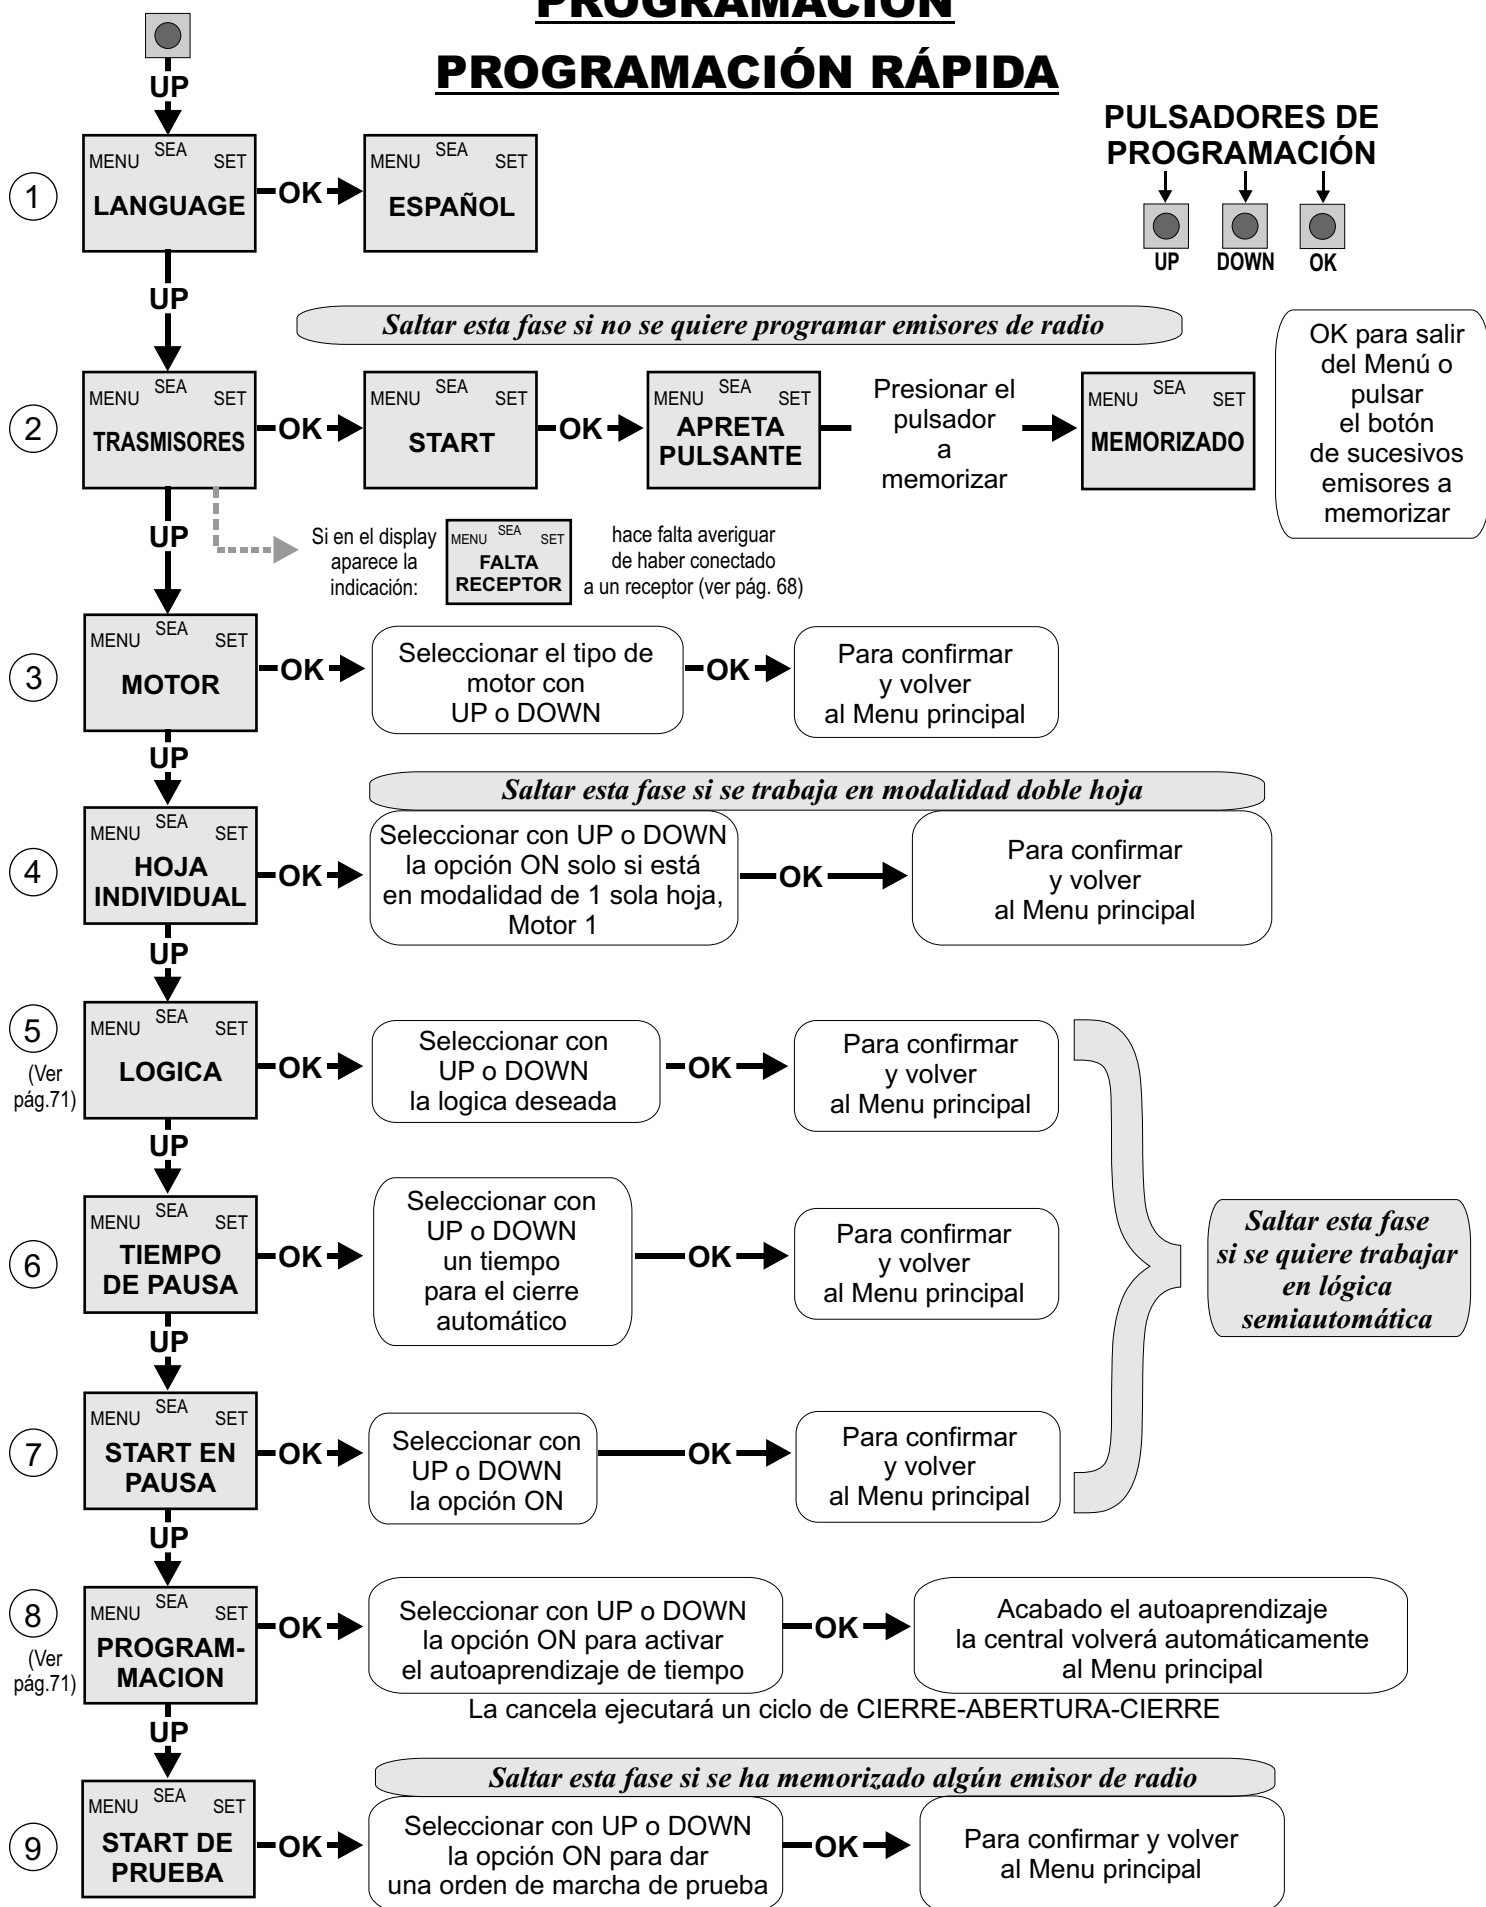 PROGRAMACIÓN
PROGRAMACIÓN RÁPIDA
UP
PULSADORES DE
PROGRAMACIÓN
UP DOWN OK
1
MENU SEA SET
LANGUAGE
OK
MENU SEA SET
ESPAÑOL
UP
Saltar esta fase si no se quiere programar emisores de radio
2
MENU SEA SET
TRASMISORES
OK
MENU SEA SET
START
OK
MENU SEA SET
APRETA
PULSANTE
Presionar el
pulsador
a
memorizar
MENU SEA SET
MEMORIZADO
OK para salir
del Menú o
pulsar
el botón
de sucesivos
emisores a
memorizar
UP
Si en el display
aparece la
indicación:
MENU SEA SET
FALTA
RECEPTOR
hace falta averiguar
de haber conectado
a un receptor (ver pág. 68)
3
MENU SEA SET
MOTOR
OK
Seleccionar el tipo de
motor con
UP o DOWN
OK
Para confirmar
y volver
al Menu principal
UP
Saltar esta fase si se trabaja en modalidad doble hoja
4
MENU SEA SET
HOJA
INDIVIDUAL
OK
Seleccionar con UP o DOWN
la opción ON solo si está
en modalidad de 1 sola hoja,
Motor 1
OK
Para confirmar
y volver
al Menu principal
UP
5
(Ver
pág.71)
MENU SEA SET
LOGICA
OK
Seleccionar con
UP o DOWN
la logica deseada
OK
Para confirmar
y volver
al Menu principal
UP
6
MENU SEA SET
TIEMPO
DE PAUSA
OK
Seleccionar con
UP o DOWN
un tiempo
para el cierre
automático
OK
Para confirmar
y volver
al Menu principal
Saltar esta fase
si se quiere trabajar
en lógica
semiautomática
UP
7
MENU SEA SET
START EN
PAUSA
OK
Seleccionar con
UP o DOWN
la opción ON
OK
Para confirmar
y volver
al Menu principal
UP
8
(Ver
pág.71)
MENU SEA SET
PROGRAM-
MACION
OK
Seleccionar con UP o DOWN
la opción ON para activar
el autoaprendizaje de tiempo
OK
Acabado el autoaprendizaje
la central volverá automáticamente
al Menu principal
La cancela ejecutará un ciclo de CIERRE-ABERTURA-CIERRE
UP
Saltar esta fase si se ha memorizado algún emisor de radio
9
MENU SEA SET
START DE
PRUEBA
OK
Seleccionar con UP o DOWN
la opción ON para dar
una orden de marcha de prueba
OK
Para confirmar y volver
al Menu principal